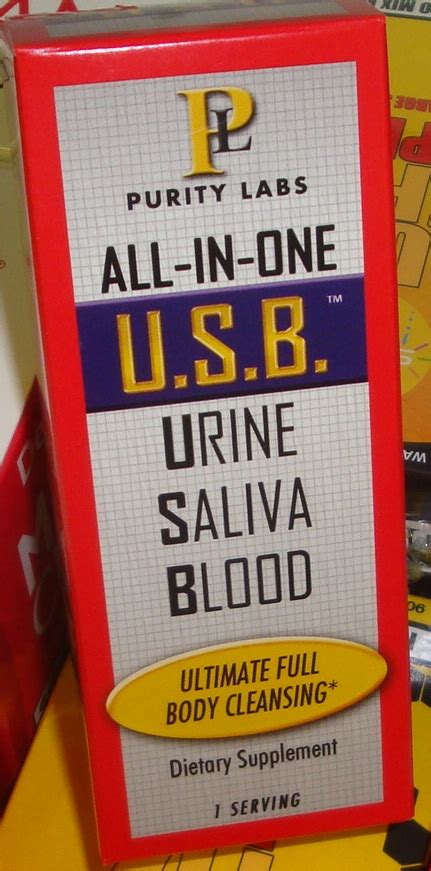 PL
PURITY LABS
ALL-IN-ONE
U.S.B.™
URINE
SALIVA
BLOOD
ULTIMATE FULL
BODY CLEANSING*
Dietary Supplement
1 SERVING